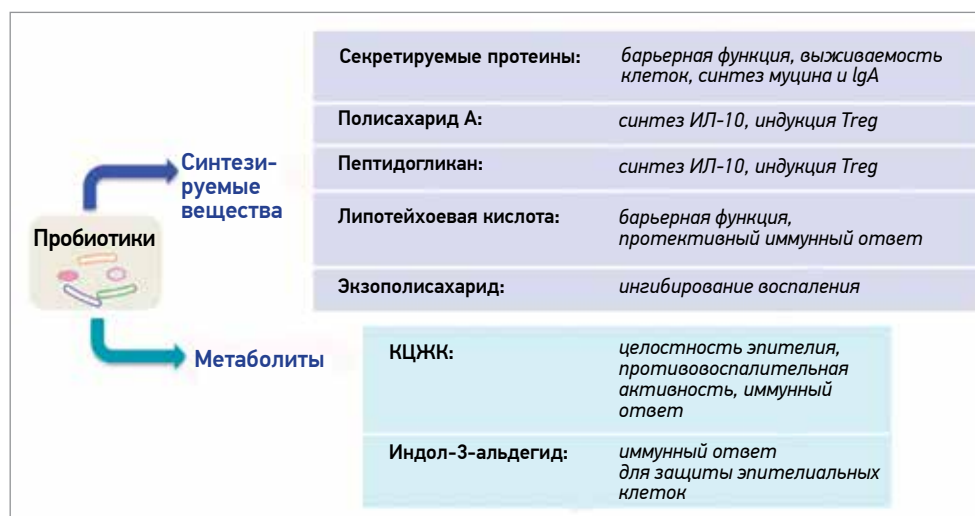 Пробиотики
Синтези-
руемые
вещества
Секретируемые протеины:
барьерная функция, выживаемость
клеток, синтез муцина и IgA
Полисахарид А:
синтез ИЛ-10, индукция Treg
Пептидогликан:
синтез ИЛ-10, индукция Treg
Липотейхоевая кислота:
барьерная функция,
протективный иммунный ответ
Экзополисахарид:
ингибирование воспаления
Метаболиты
КЦЖК:
целостность эпителия,
противовоспалительная
активность, иммунный
ответ
Индол-3-альдегид:
иммунный ответ
для защиты эпителиальных
клеток